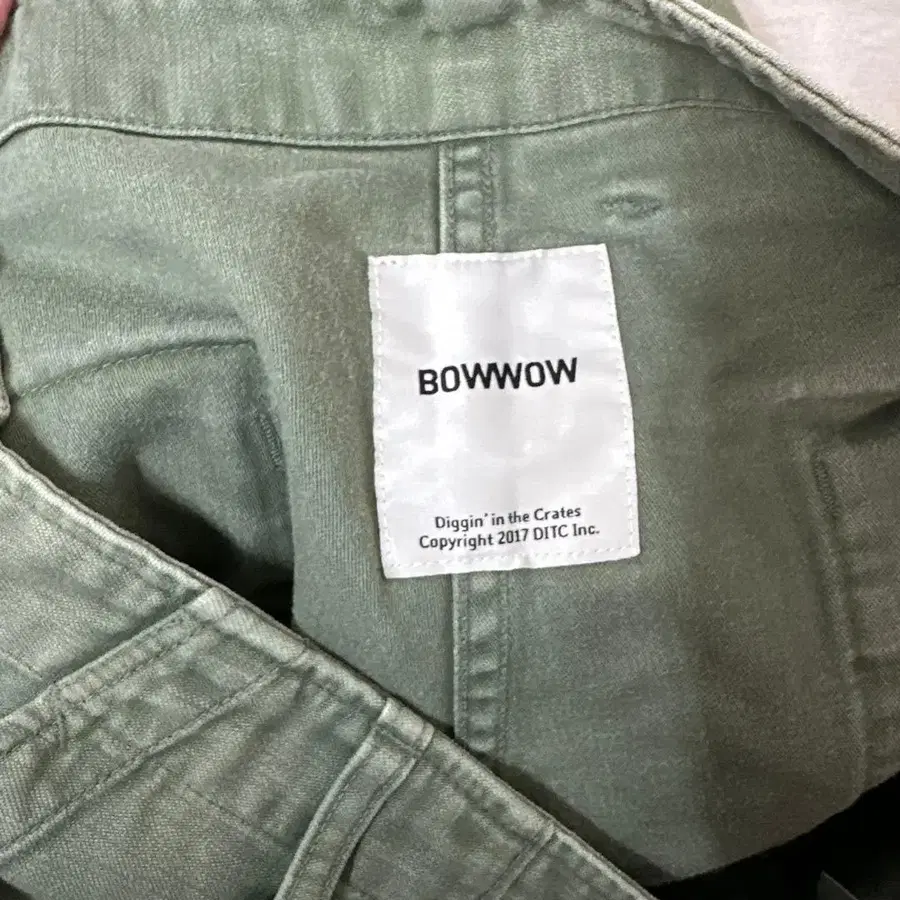 BOWWOW
Diggin' in the Crates
Copyright 2017 DITC Inc.